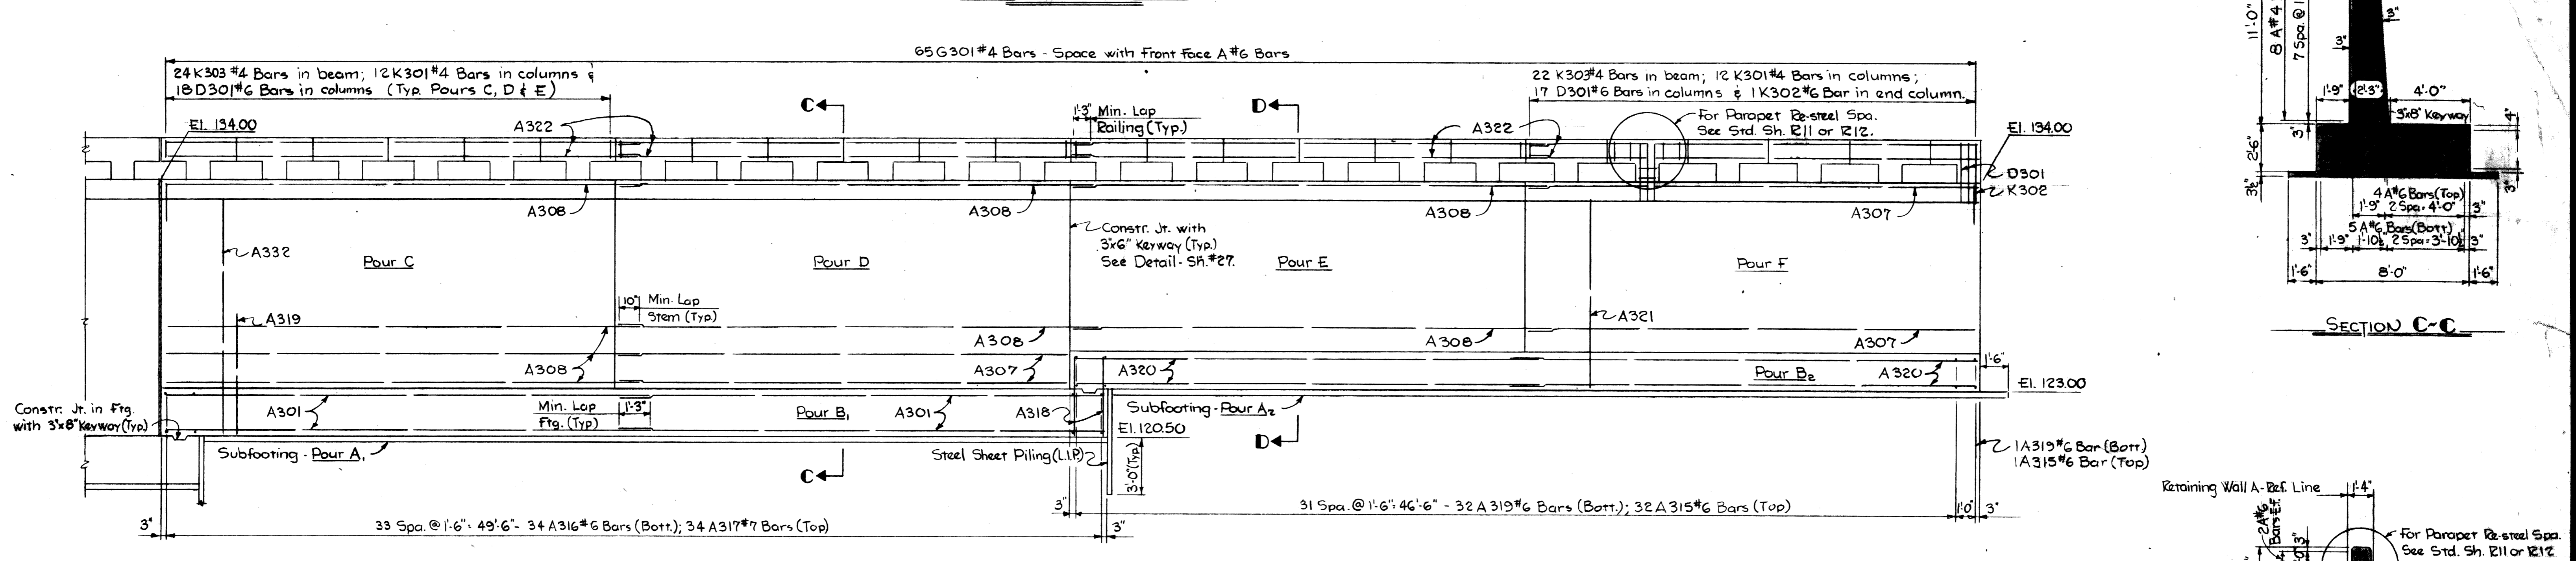 65 G301 #4 Bars - Space with Front Face A#6 Bars
24 K303 #4 Bars in beam; 12 K301 #4 Bars in columns &
18 D301 #6 Bars in columns (Typ. Pours C, D & E)
22 K303 #4 Bars in beam; 12 K301 #4 Bars in columns;
17 D301 #6 Bars in columns & 1 K302 #6 Bar in end column.
C
D
1'-3" Min. Lap
Railing (Typ.)
For Parapet Re-steel Spa.
See Std. Sh. R11 or R12.
El. 134.00
A322
A322
El. 134.00
D301
K302
A308
A308
A308
A307
A332
Pour C
Pour D
Constr. Jt. with
3"x6" Keyway (Typ.)
See Detail - Sh. #27.
Pour E
Pour F
10" Min. Lap
Stem (Typ.)
A319
A321
A308
A308
A307
A308
A307
A320
Pour B2
A320
1'-6"
El. 123.00
Constr. Jt. in Ftg.
with 3"x8" Keyway (Typ.)
A301
Min. Lap 1'-3"
Ftg. (Typ)
Pour B1
A301
A318
Subfooting - Pour A2
El. 120.50
D
Subfooting - Pour A1
Steel Sheet Piling (L.I.P.)
3'-0" (Typ.)
C
1 A319 #6 Bar (Bott)
1 A315 #6 Bar (Top)
3"
31 Spa. @ 1'-6" = 46'-6" - 32 A319 #6 Bars (Bott.); 32 A315 #6 Bars (Top)
1'-0"
3"
3"
33 Spa. @ 1'-6" = 49'-6" - 34 A316 #6 Bars (Bott.); 34 A317 #7 Bars (Top)
3"
11'-0"
8 A#4
7 Spa. @ 1
3"
3"
1'-9"
2'-3"
4'-0"
3"x8" Keyway
4"
2'-6"
3"
3½"
3"
4 A#6 Bars (Top)
1'-9"
2 Spa. = 4'-0"
3"
5 A#6 Bars (Bott)
3"
1'-9"
1'-10½"
2 Spa = 3'-10½"
3"
1'-6"
8'-0"
1'-6"
SECTION C~C
Retaining Wall A - Ref. Line
1'-4"
2 A#6
Bars E.F.
3"
For Parapet Re-steel Spa.
See Std. Sh. R11 or R12